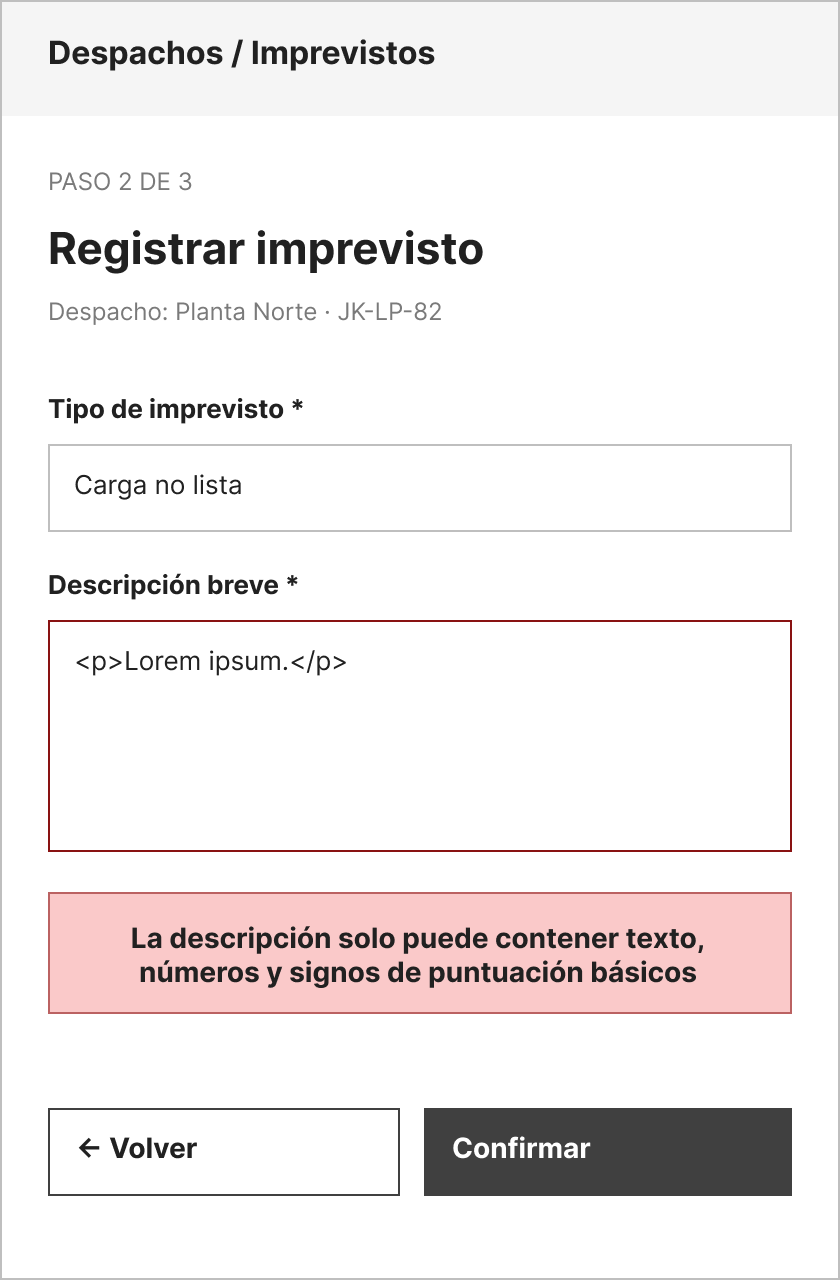 Despachos / Imprevistos
PASO 2 DE 3
Registrar imprevisto
Despacho: Planta Norte · JK-LP-82
Tipo de imprevisto *
Carga no lista
Descripción breve *
<p>Lorem ipsum.</p>
La descripción solo puede contener texto,
números y signos de puntuación básicos
← Volver
Confirmar